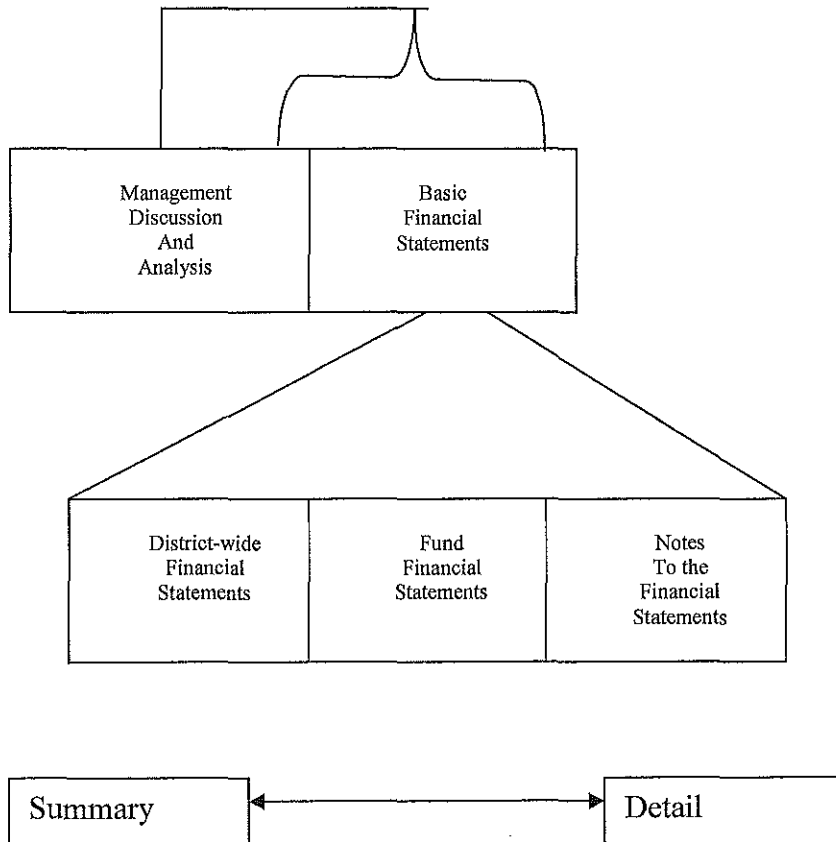 Management
Discussion
And
Analysis
Basic
Financial
Statements
District-wide
Financial
Statements
Fund
Financial
Statements
Notes
To the
Financial
Statements
Summary
Detail